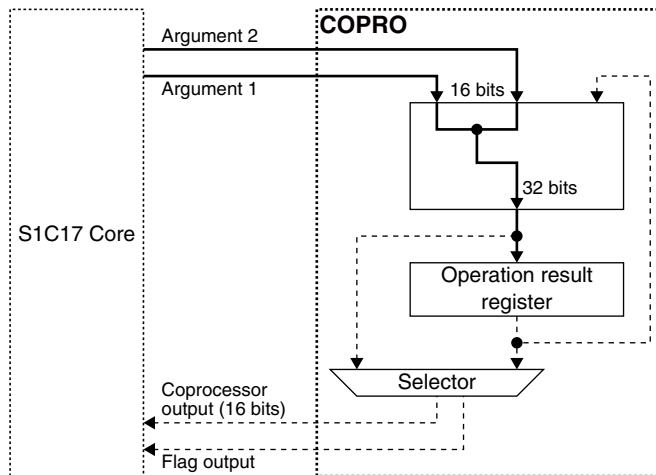 Argument 2
COPRO
Argument 1
16 bits
32 bits
S1C17 Core
Operation result
register
Selector
Coprocessor
output (16 bits)
Flag output